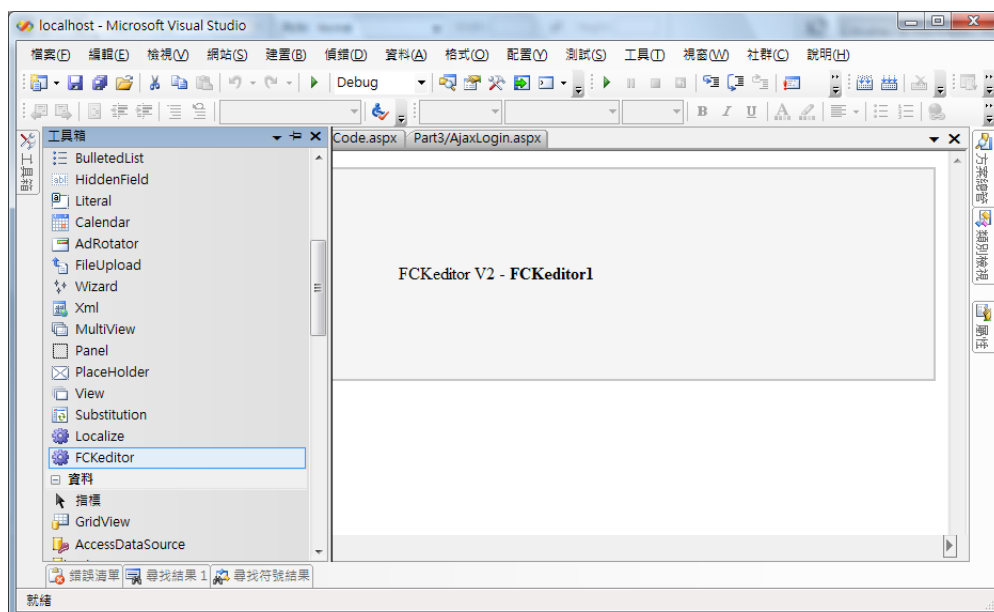 localhost - Microsoft Visual Studio
檔案(F) 編輯(E) 檢視(V) 網站(S) 建置(B) 偵錯(D) 資料(A) 格式(O) 配置(Y) 測試(S) 工具(T) 視窗(W) 社群(C) 說明(H)
Debug
B I U A
工具箱
Code.aspx Part3/AjaxLogin.aspx
工具箱
BulletedList
abl HiddenField
Literal
Calendar
AdRotator
FileUpload
Wizard
Xml
MultiView
Panel
PlaceHolder
View
Substitution
Localize
FCKeditor
資料
指標
GridView
AccessDataSource
FCKeditor V2 - FCKeditor1
方案總管
類別檢視
屬性
錯誤清單 尋找結果 1 尋找符號結果
就緒